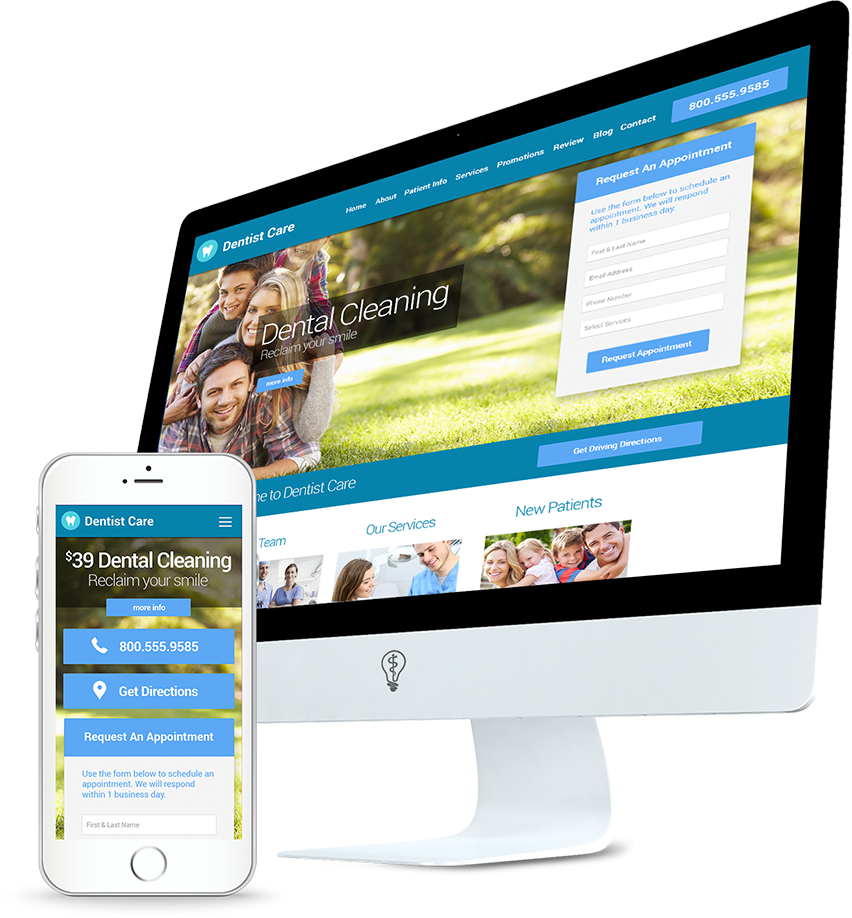 800.555.9585
Home About Patient Info Services Promotions Review Blog Contact
Dentist Care
Request An Appointment
Use the form below to schedule an
appointment. We will respond
within 1 business day.
First & Last Name
Email Address
Phone Number
Select Services
Request Appointment
Dental Cleaning
Reclaim your smile
more info
Get Driving Directions
to Dentist Care
Team
Our Services
New Patients
Dentist Care
$39 Dental Cleaning
Reclaim your smile
more info
800.555.9585
Get Directions
Request An Appointment
Use the form below to schedule an
appointment. We will respond
within 1 business day.
First & Last Name